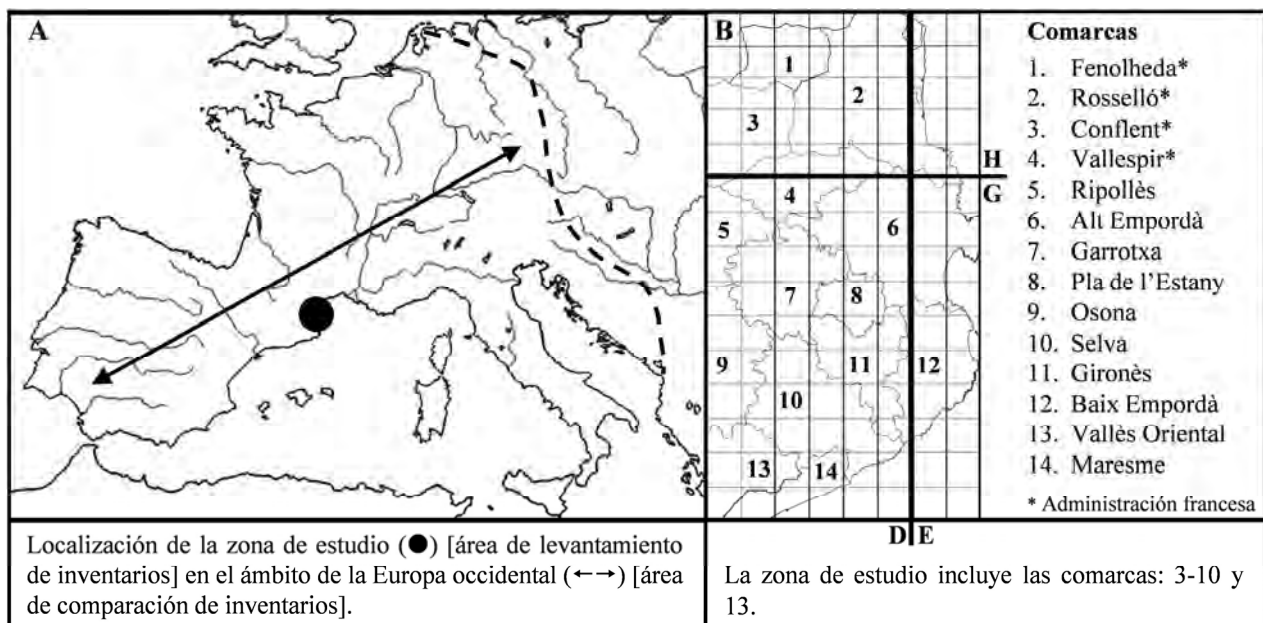 A
B
1
2
3
H
G
4
5
6
7
8
9
11
12
10
13
14
D E
Comarcas
1. Fenolheda*
2. Rosselló*
3. Conflent*
4. Vallespir*
5. Ripollès
6. Alt Empordà
7. Garrotxa
8. Pla de l’Estany
9. Osona
10. Selva
11. Gironès
12. Baix Empordà
13. Vallès Oriental
14. Maresme
* Administración francesa
Localización de la zona de estudio (●) [área de levantamiento
de inventarios] en el ámbito de la Europa occidental (←→) [área
de comparación de inventarios].
La zona de estudio incluye las comarcas: 3-10 y
13.